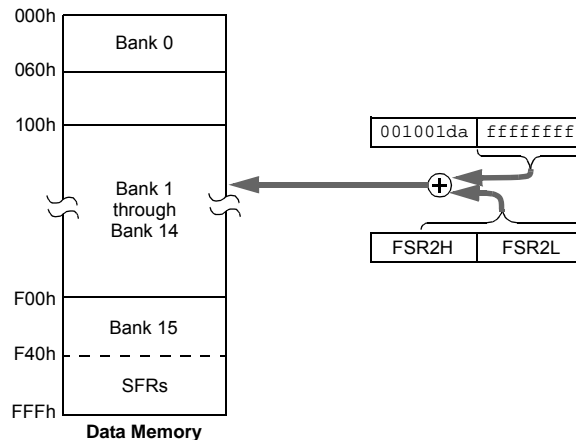 000h
Bank 0
060h
100h
001001da ffffffff
Bank 1
through
Bank 14
FSR2H FSR2L
F00h
Bank 15
F40h
SFRs
FFFh
Data Memory